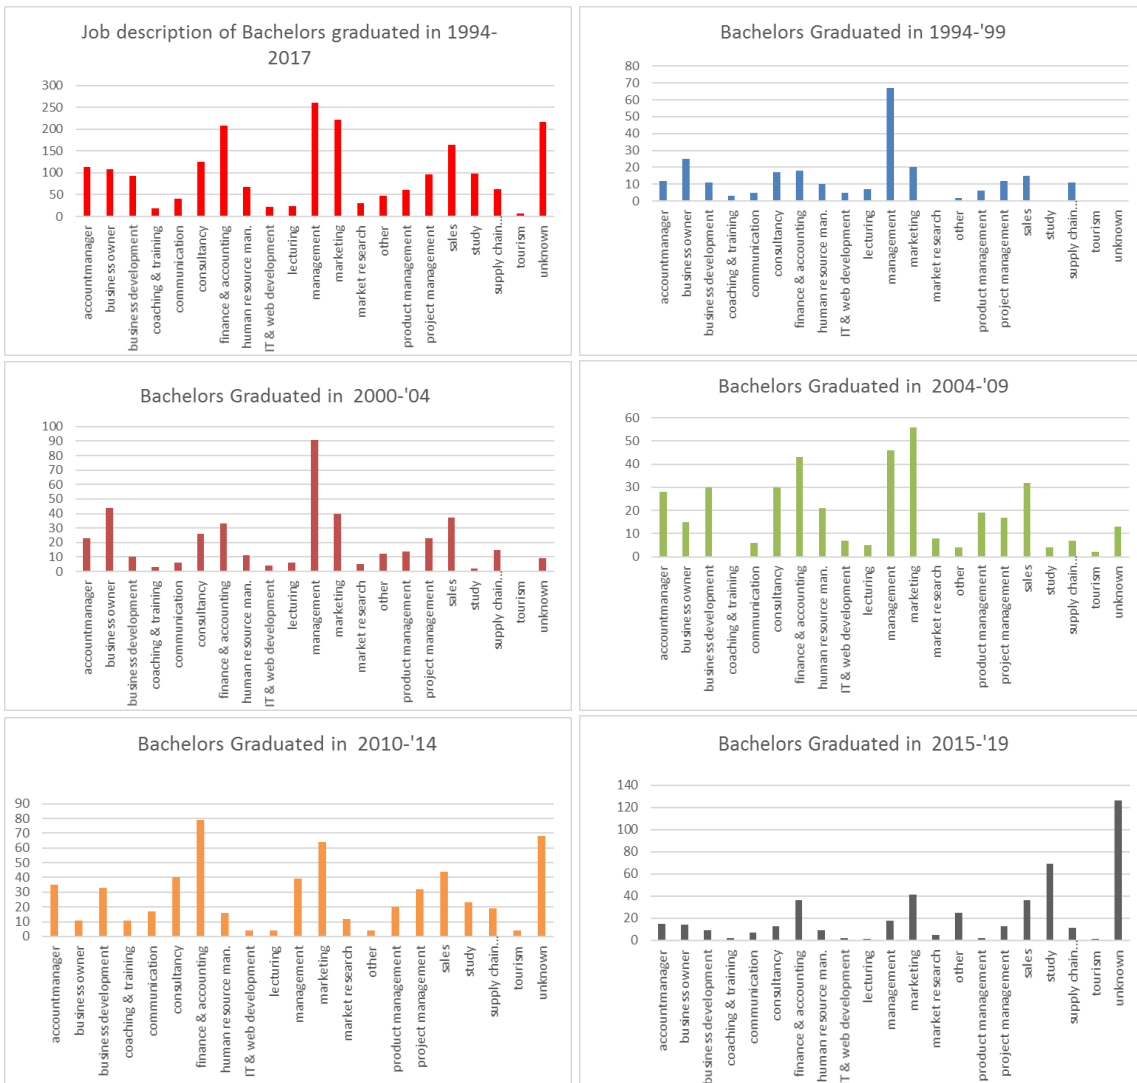 Job description of Bachelors graduated in 1994-
2017
300
250
200
150
100
50
0
accountmanager
business owner
business development
coaching & training
communication
consultancy
finance & accounting
human resource man.
IT & web development
lecturing
management
marketing
market research
other
product management
project management
sales
study
supply chain...
tourism
unknown
Bachelors Graduated in 1994-'99
80
70
60
50
40
30
20
10
0
accountmanager
business owner
business development
coaching & training
communication
consultancy
finance & accounting
human resource man.
IT & web development
lecturing
management
marketing
market research
other
product management
project management
sales
study
supply chain...
tourism
unknown
Bachelors Graduated in 2000-'04
100
90
80
70
60
50
40
30
20
10
0
accountmanager
business owner
business development
coaching & training
communication
consultancy
finance & accounting
human resource man.
IT & web development
lecturing
management
marketing
market research
other
product management
project management
sales
study
supply chain...
tourism
unknown
Bachelors Graduated in 2004-'09
60
50
40
30
20
10
0
accountmanager
business owner
business development
coaching & training
communication
consultancy
finance & accounting
human resource man.
IT & web development
lecturing
management
marketing
market research
other
product management
project management
sales
study
supply chain...
tourism
unknown
Bachelors Graduated in 2010-'14
90
80
70
60
50
40
30
20
10
0
accountmanager
business owner
business development
coaching & training
communication
consultancy
finance & accounting
human resource man.
IT & web development
lecturing
management
marketing
market research
other
product management
project management
sales
study
supply chain...
tourism
unknown
Bachelors Graduated in 2015-'19
140
120
100
80
60
40
20
0
accountmanager
business owner
business development
coaching & training
communication
consultancy
finance & accounting
human resource man.
IT & web development
lecturing
management
marketing
market research
other
product management
project management
sales
study
supply chain...
tourism
unknown